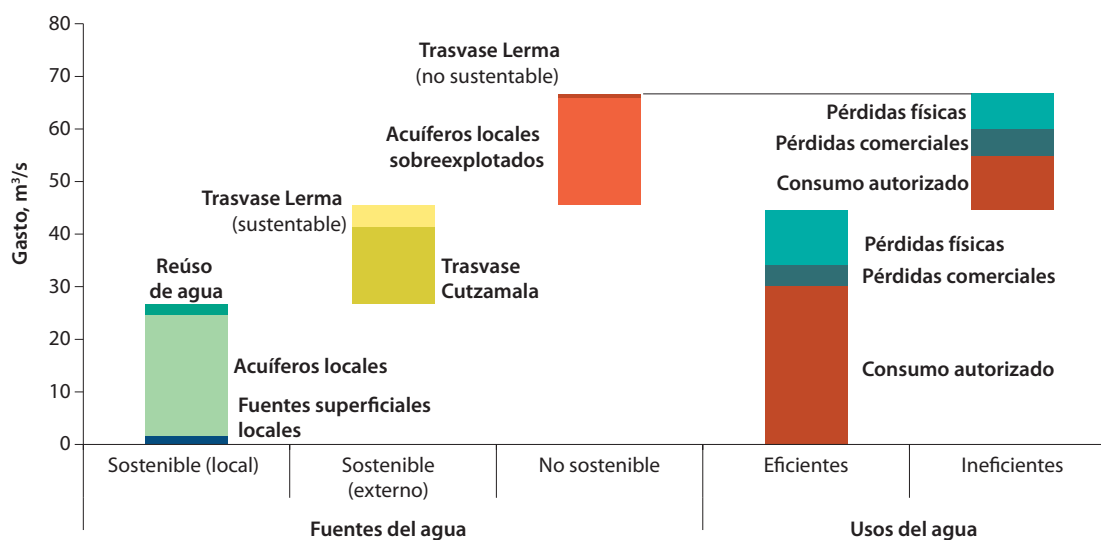 Gasto, m³/s
80
70
60
50
40
30
20
10
0
Reúso
de agua
Acuíferos locales
Fuentes superficiales
locales
Trasvase Lerma
(sustentable)
Trasvase
Cutzamala
Trasvase Lerma
(no sustentable)
Acuíferos locales
sobreexplotados
Pérdidas físicas
Pérdidas comerciales
Consumo autorizado
Pérdidas físicas
Pérdidas comerciales
Consumo autorizado
Sostenible (local)
Sostenible
(externo)
No sostenible
Eficientes
Ineficientes
Fuentes del agua
Usos del agua